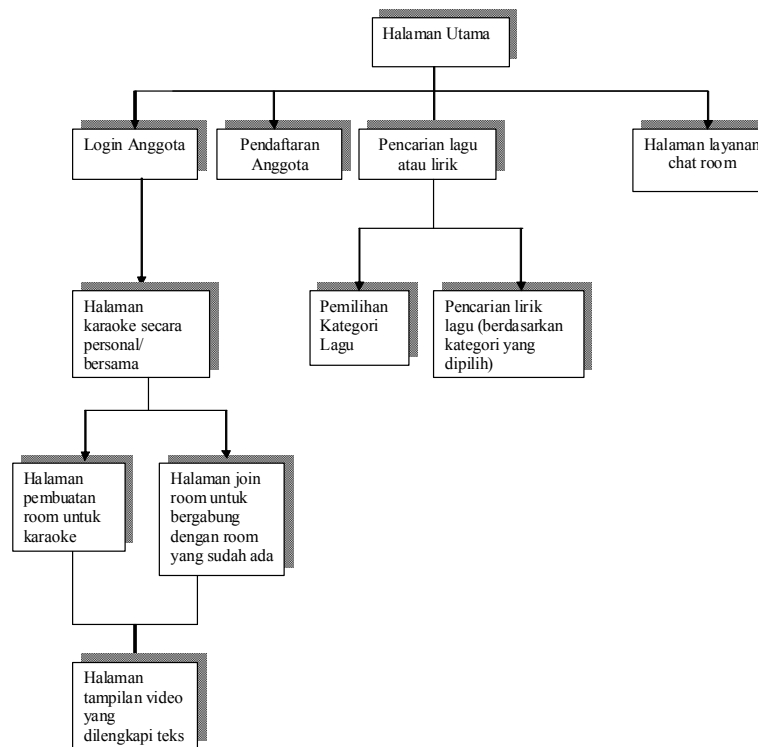 Halaman Utama
Login Anggota
Pendaftaran
Anggota
Pencarian lagu
atau lirik
Halaman layanan
chat room
Halaman
karaoke secara
personal/
bersama
Pemilihan
Kategori
Lagu
Pencarian lirik
lagu (berdasarkan
kategori yang
dipilih)
Halaman
pembuatan
room untuk
karaoke
Halaman join
room untuk
bergabung
dengan room
yang sudah ada
Halaman
tampilan video
yang
dilengkapi teks